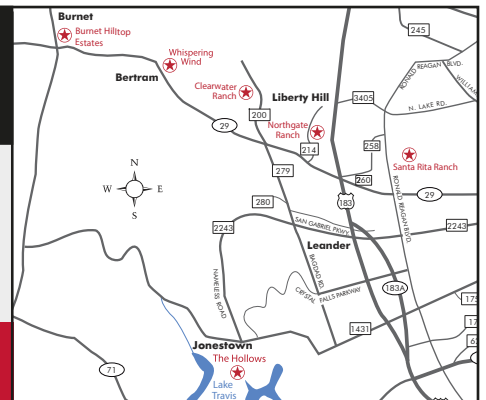 Burnet
Burnet Hilltop
Estates
245
Whispering
Wind
Bertram
RONALD REAGAN BLVD.
Clearwater
Ranch
Liberty Hill
3405
N. LAKE RD.
200
29
Northgate
Ranch
214
258
Santa Rita Ranch
N
W
E
S
279
260
29
280
183
RONALD REAGAN BLVD.
2243
SAN GABRIEL PKWY.
2243
Leander
NAMELESS ROAD
BAGDAD RD.
CRYSTAL FALLS PARKWAY
183A
1431
Jonestown
The Hollows
71
Lake
Travis